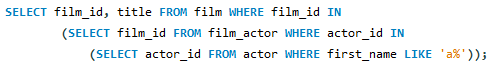 SELECT film_id, title FROM film WHERE film_id IN
(SELECT film_id FROM film_actor WHERE actor_id IN
(SELECT actor_id FROM actor WHERE first_name LIKE 'a%'));